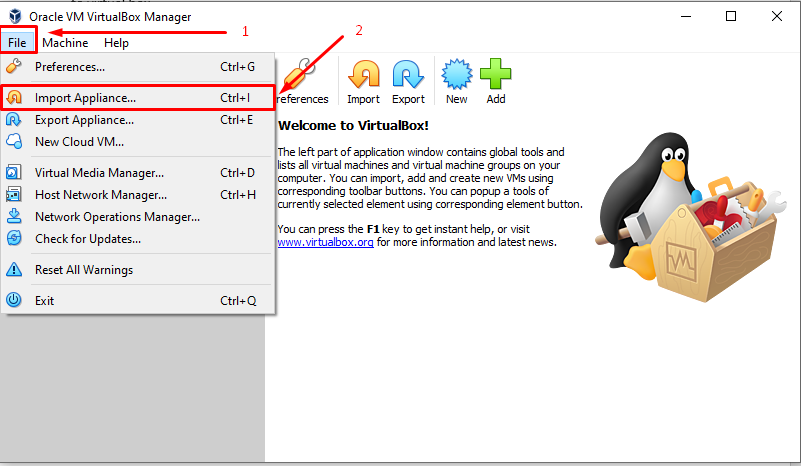 to virtual box
Oracle VM VirtualBox Manager
1
2
File Machine Help
Preferences... Ctrl+G
Import Appliance... Ctrl+I
Export Appliance... Ctrl+E
New Cloud VM...
Virtual Media Manager... Ctrl+D
Host Network Manager... Ctrl+H
Network Operations Manager...
Check for Updates...
Reset All Warnings
Exit Ctrl+Q
references Import Export New Add
Welcome to VirtualBox!
The left part of application window contains global tools and
lists all virtual machines and virtual machine groups on your
computer. You can import, add and create new VMs using
corresponding toolbar buttons. You can popup a tools of
currently selected element using corresponding element button.
You can press the F1 key to get instant help, or visit
www.virtualbox.org for more information and latest news.